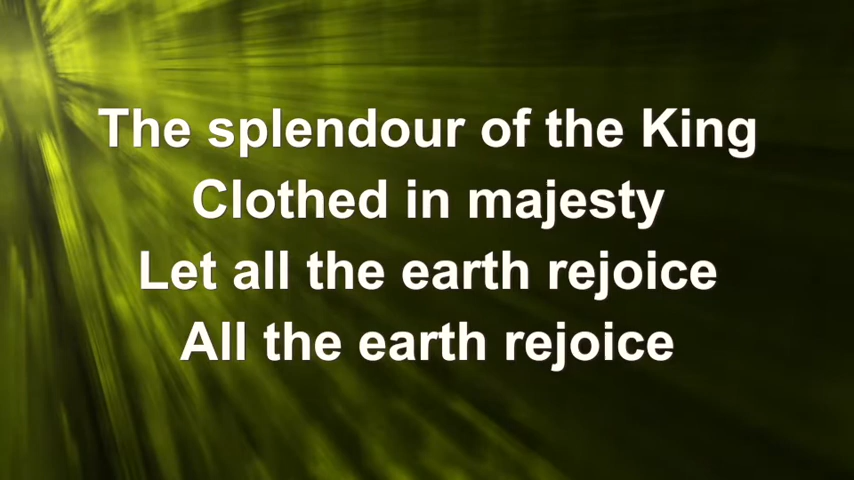 The splendour of the King
Clothed in majesty
Let all the earth rejoice
All the earth rejoice